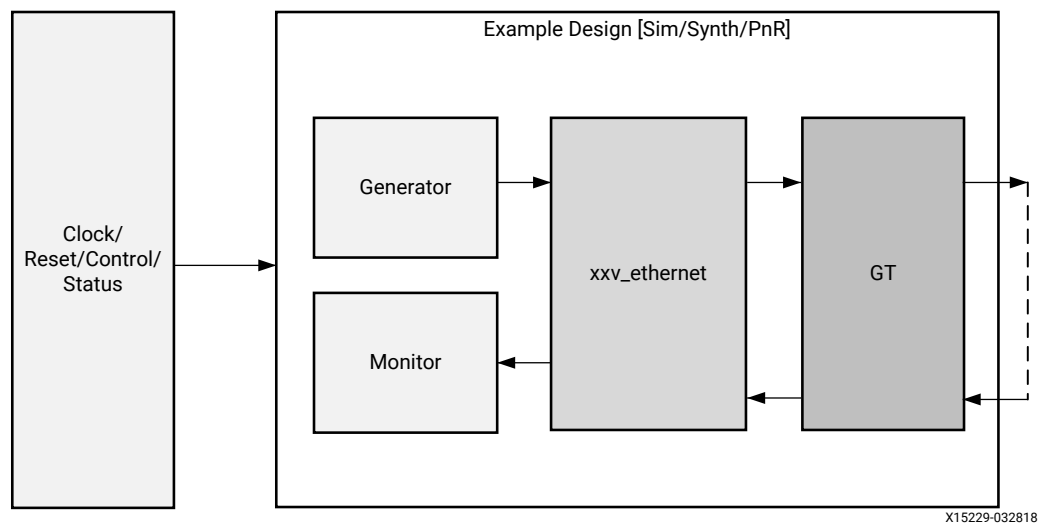 Example Design [Sim/Synth/PnR]
Clock/
Reset/Control/
Status
Generator
Monitor
xxv_ethernet
GT
X15229-032818